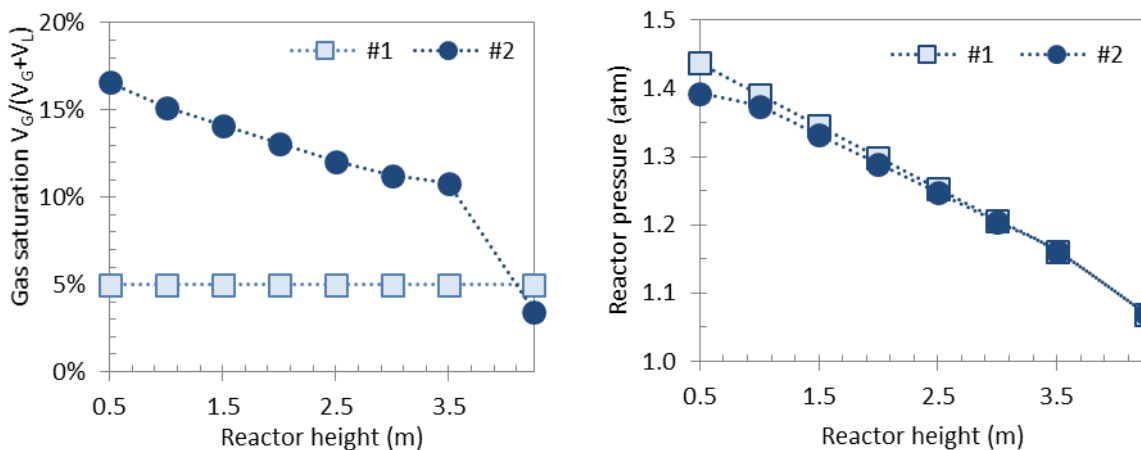 Gas saturation V_G/(V_G+V_L)
20%
15%
10%
5%
0%
#1 #2
0.5 1.5 2.5 3.5
Reactor height (m)
Reactor pressure (atm)
1.5
1.4
1.3
1.2
1.1
1.0
#1 #2
0.5 1.5 2.5 3.5
Reactor height (m)